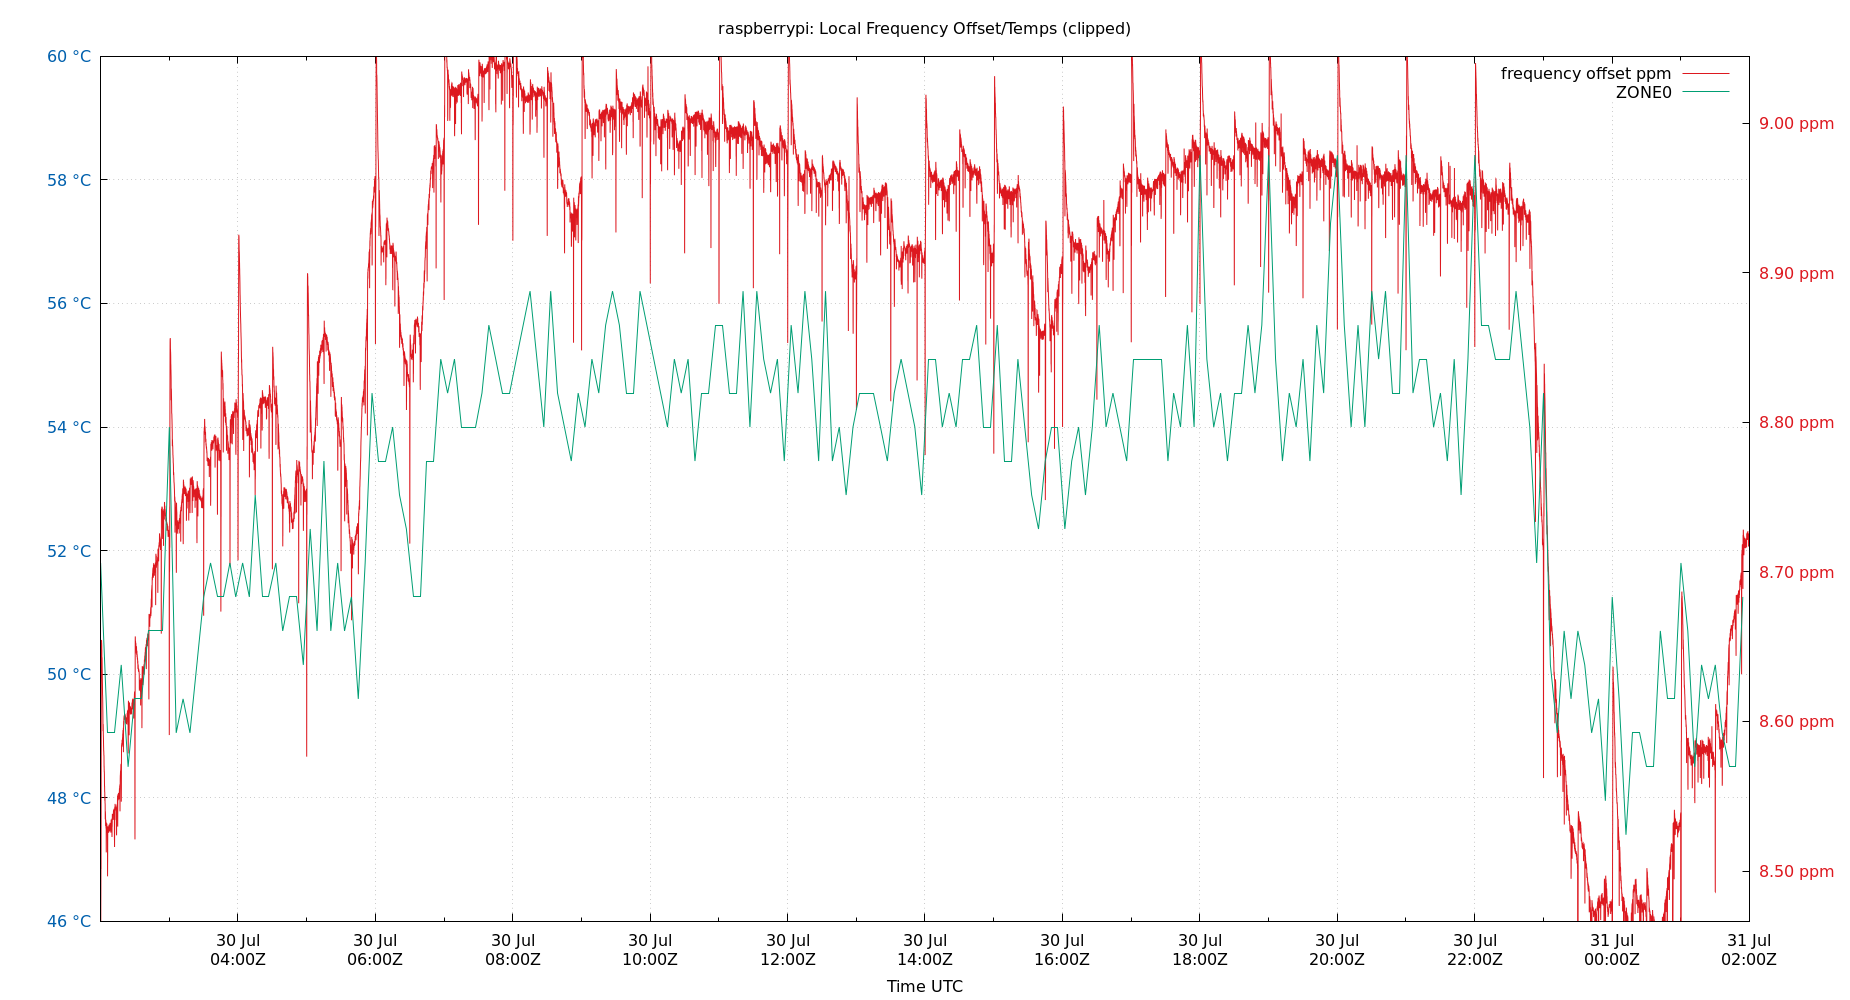 raspberrypi: Local Frequency Offset/Temps (clipped)
frequency offset ppm
ZONE0
60 °C
58 °C
56 °C
54 °C
52 °C
50 °C
48 °C
46 °C
9.00 ppm
8.90 ppm
8.80 ppm
8.70 ppm
8.60 ppm
8.50 ppm
30 Jul
04:00Z
30 Jul
06:00Z
30 Jul
08:00Z
30 Jul
10:00Z
30 Jul
12:00Z
30 Jul
14:00Z
30 Jul
16:00Z
30 Jul
18:00Z
30 Jul
20:00Z
30 Jul
22:00Z
31 Jul
00:00Z
31 Jul
02:00Z
Time UTC